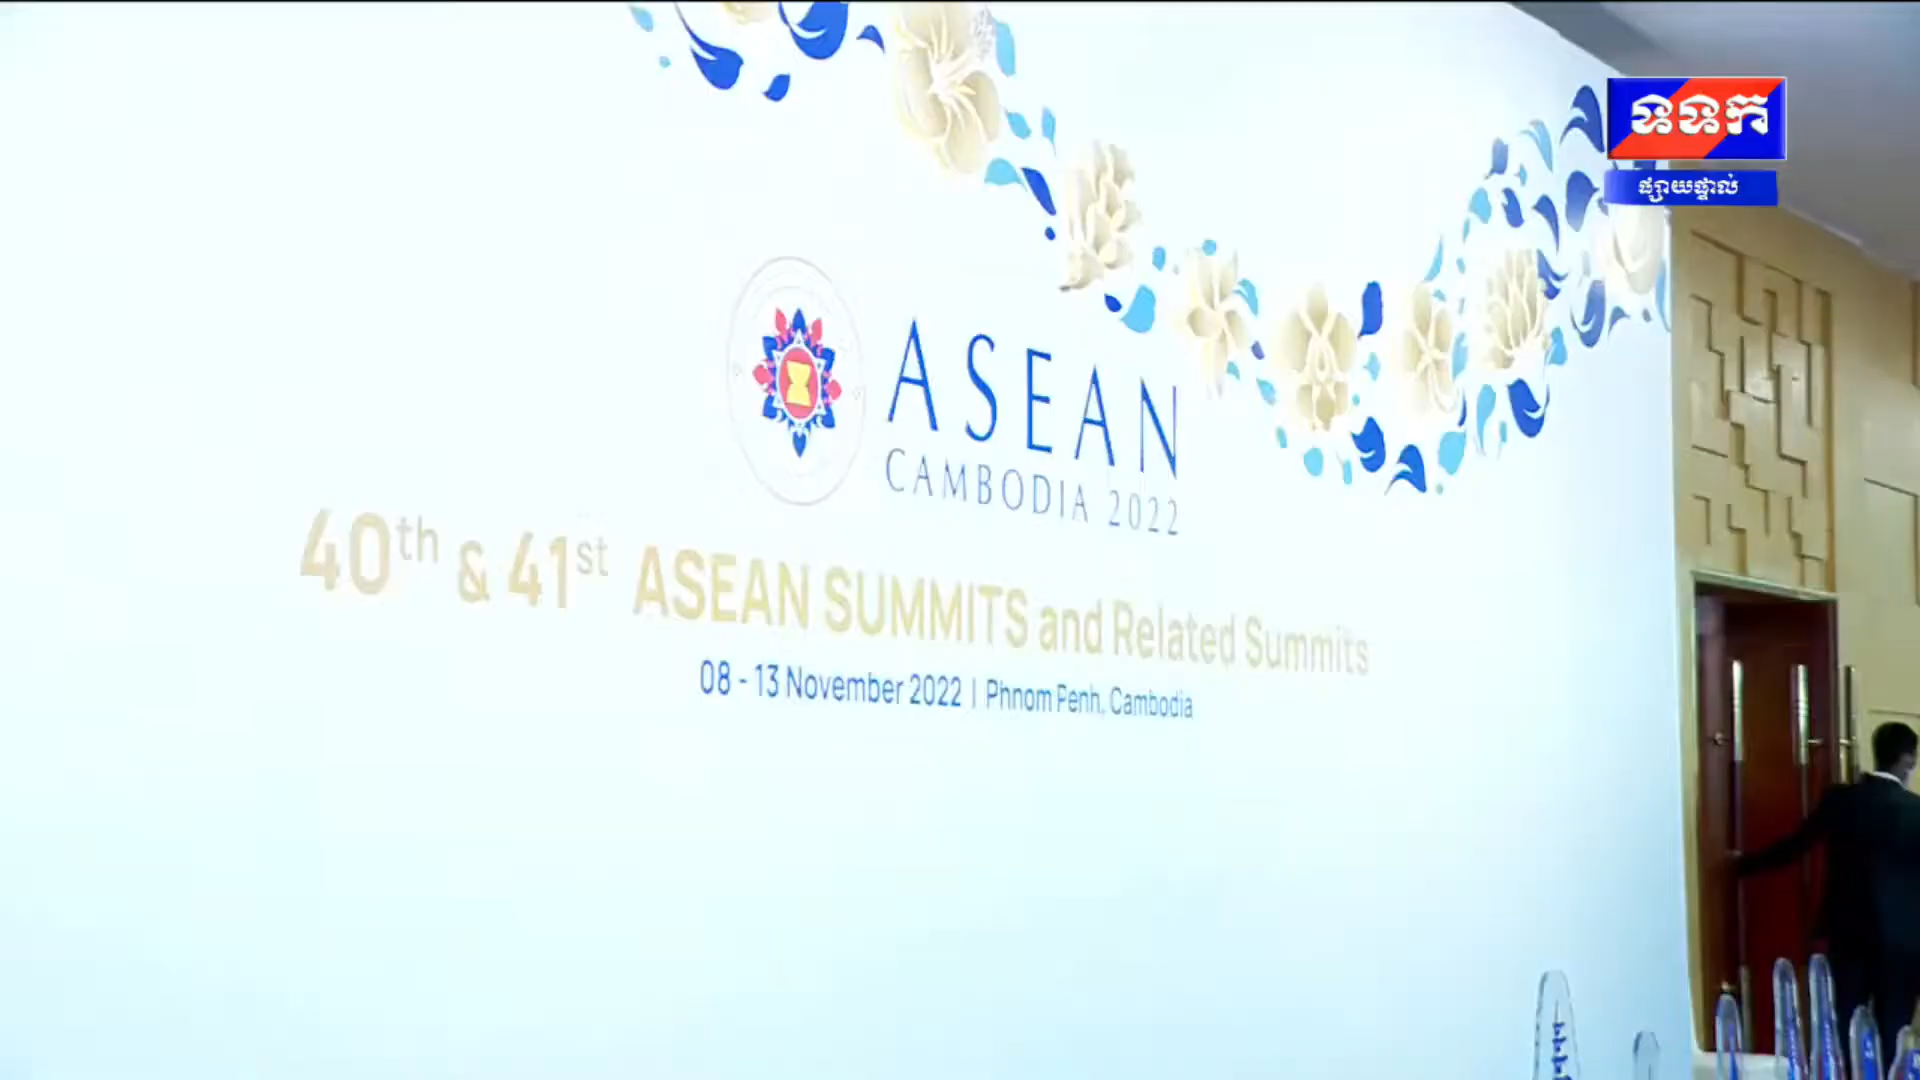 ទទក
ផ្សាយផ្ទាល់
ASEAN
CAMBODIA 2022
40th & 41st ASEAN SUMMITS and Related Summits
08 - 13 November 2022 | Phnom Penh, Cambodia